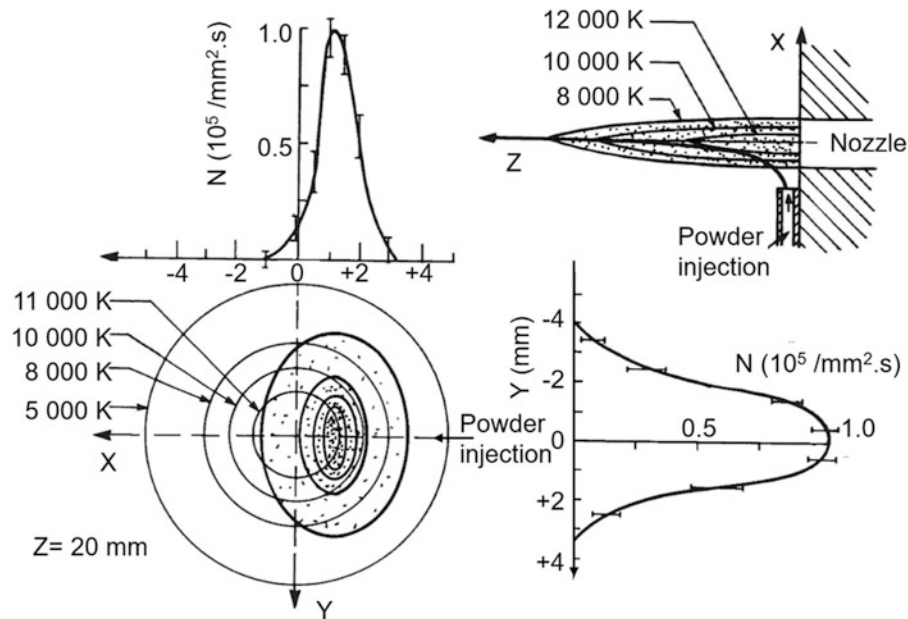 N (10⁵ /mm².s)
1.0
0.5
-4
-2
0
+2
+4
12 000 K
10 000 K
8 000 K
X
Z
Nozzle
Powder
injection
11 000 K
10 000 K
8 000 K
5 000 K
X
Powder
injection
Z= 20 mm
Y
Y (mm)
-4
-2
0
+2
+4
N (10⁵ /mm².s)
0.5
1.0